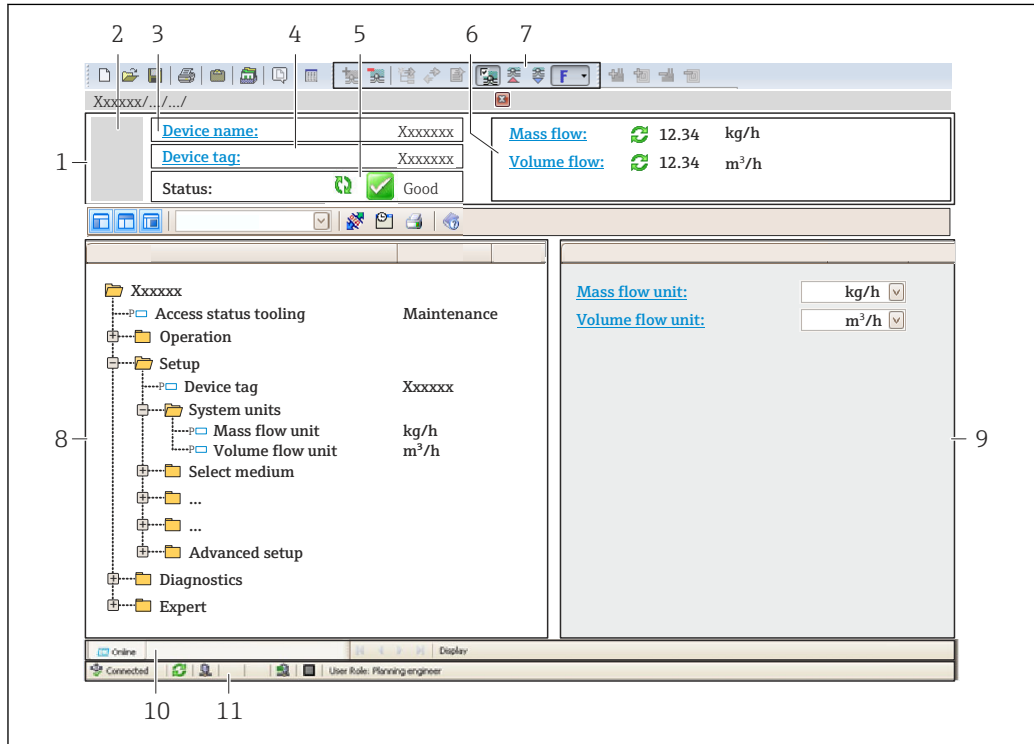 2 3 4 5 6 7
F
Xxxxxx/.../.../
1
Device name: Xxxxxxx
Device tag: Xxxxxxx
Status: Good
Mass flow: 12.34 kg/h
Volume flow: 12.34 m³/h
8
Xxxxxx
P Access status tooling Maintenance
Operation
Setup
P Device tag Xxxxxx
System units
P Mass flow unit kg/h
P Volume flow unit m³/h
Select medium
...
...
Advanced setup
Diagnostics
Expert
Mass flow unit: kg/h
Volume flow unit: m³/h
9
Online Display
Connected User Role: Planning engineer
10 11